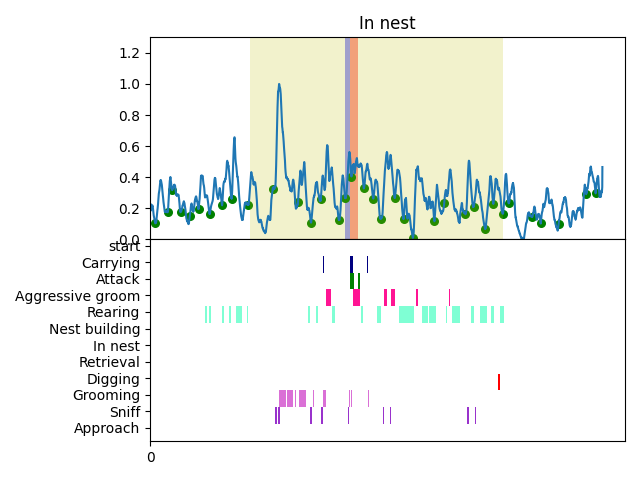 In nest
1.2
1.0
0.8
0.6
0.4
0.2
0.0
start
Carrying
Attack
Aggressive groom
Rearing
Nest building
In nest
Retrieval
Digging
Grooming
Sniff
Approach
0